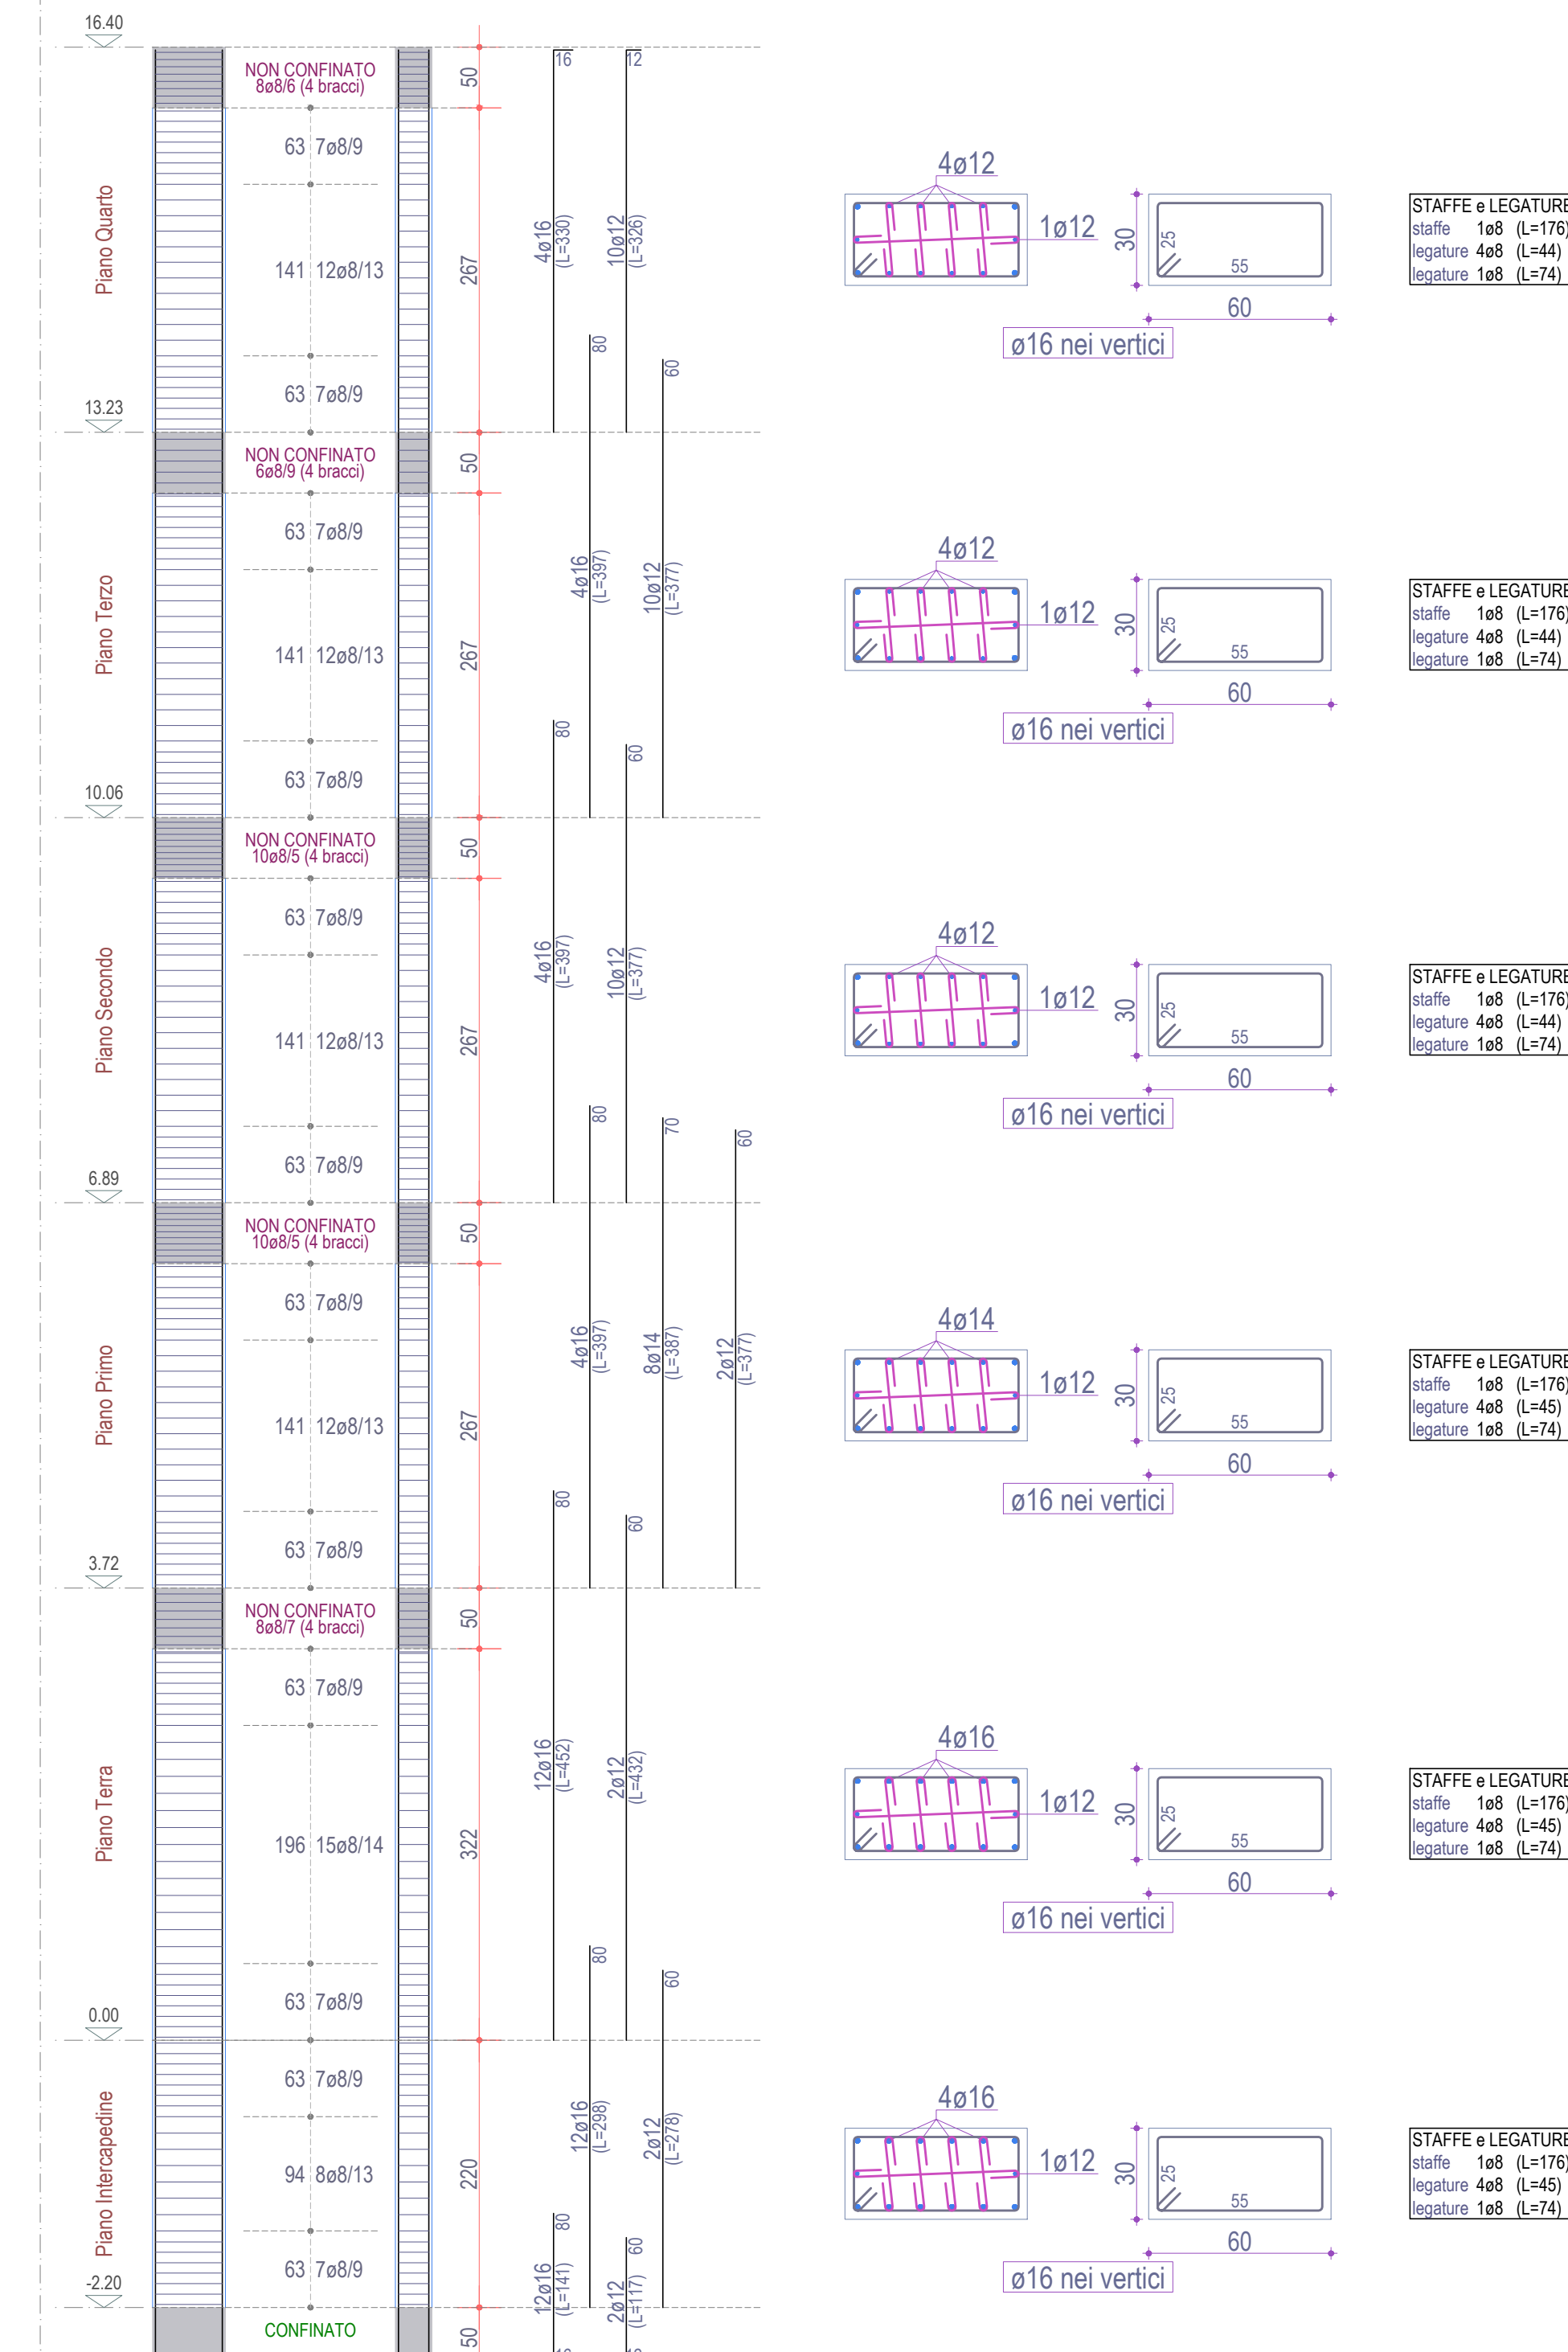 16.40
NON CONFINATO
8ø8/6 (4 bracci)
50
16
12
63 7ø8/9
Piano Quarto
141 12ø8/13
267
4ø16
(L=330)
10ø12
(L=326)
63 7ø8/9
80
60
4ø12
1ø12
30
25
55
60
ø16 nei vertici
STAFFE e LEGATURE
staffe 1ø8 (L=176)
legature 4ø8 (L=44)
legature 1ø8 (L=74)
13.23
NON CONFINATO
6ø8/9 (4 bracci)
50
63 7ø8/9
Piano Terzo
141 12ø8/13
267
4ø16
(L=397)
10ø12
(L=377)
63 7ø8/9
80
60
4ø12
1ø12
30
25
55
60
ø16 nei vertici
STAFFE e LEGATURE
staffe 1ø8 (L=176)
legature 4ø8 (L=44)
legature 1ø8 (L=74)
10.06
NON CONFINATO
10ø8/5 (4 bracci)
50
63 7ø8/9
Piano Secondo
141 12ø8/13
267
4ø16
(L=397)
10ø12
(L=377)
63 7ø8/9
80
70
60
4ø12
1ø12
30
25
55
60
ø16 nei vertici
STAFFE e LEGATURE
staffe 1ø8 (L=176)
legature 4ø8 (L=44)
legature 1ø8 (L=74)
6.89
NON CONFINATO
10ø8/5 (4 bracci)
50
63 7ø8/9
Piano Primo
141 12ø8/13
267
4ø16
(L=397)
8ø14
(L=387)
2ø12
(L=377)
63 7ø8/9
80
60
4ø14
1ø12
30
25
55
60
ø16 nei vertici
STAFFE e LEGATURE
staffe 1ø8 (L=176)
legature 4ø8 (L=45)
legature 1ø8 (L=74)
3.72
NON CONFINATO
8ø8/7 (4 bracci)
50
63 7ø8/9
Piano Terra
196 15ø8/14
322
12ø16
(L=452)
2ø12
(L=432)
63 7ø8/9
80
60
4ø16
1ø12
30
25
55
60
ø16 nei vertici
STAFFE e LEGATURE
staffe 1ø8 (L=176)
legature 4ø8 (L=45)
legature 1ø8 (L=74)
0.00
63 7ø8/9
Piano Intercapedine
94 8ø8/13
220
12ø16
(L=298)
2ø12
(L=278)
63 7ø8/9
80
60
12ø16
(L=141)
2ø12
(L=117)
4ø16
1ø12
30
25
55
60
ø16 nei vertici
STAFFE e LEGATURE
staffe 1ø8 (L=176)
legature 4ø8 (L=45)
legature 1ø8 (L=74)
-2.20
CONFINATO
50